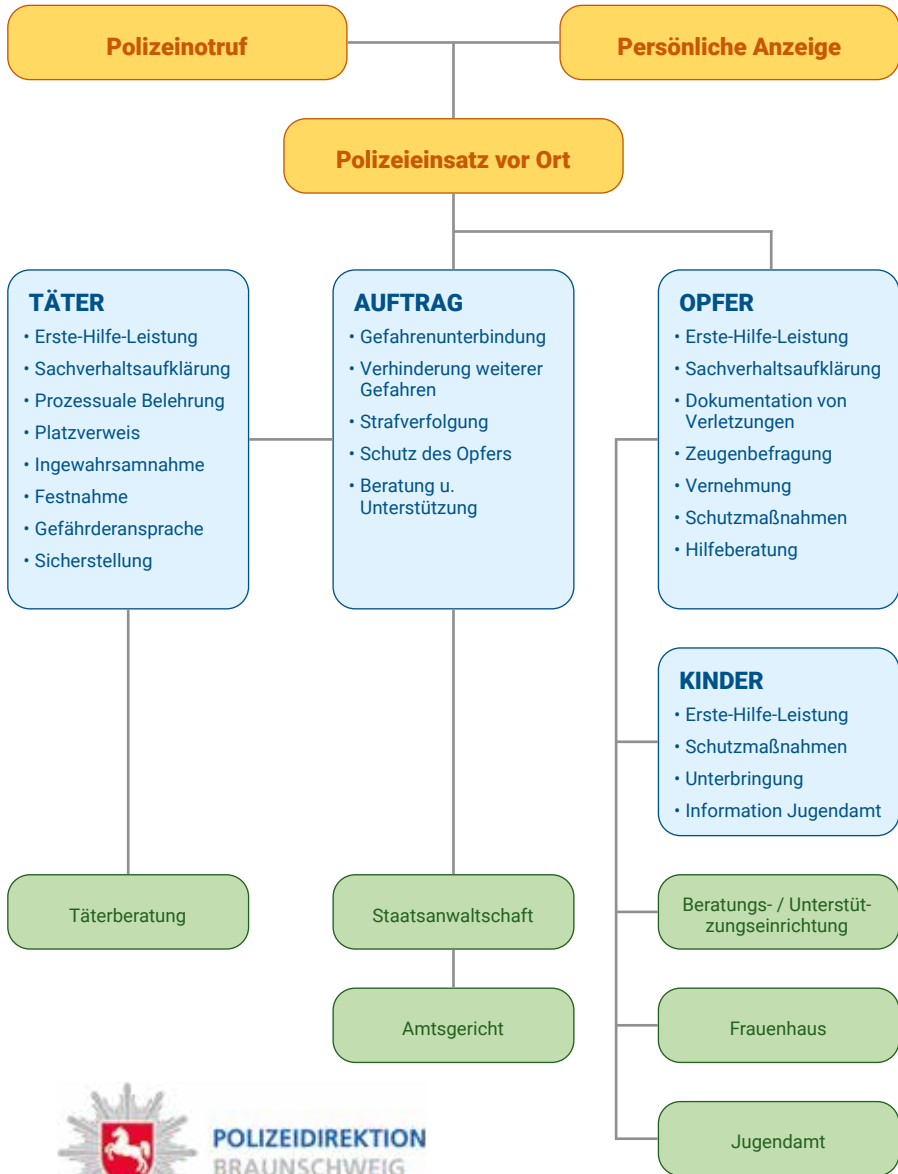 Polizeinotruf
Persönliche Anzeige
Polizeieinsatz vor Ort
TÄTER
• Erste-Hilfe-Leistung
• Sachverhaltsaufklärung
• Prozessuale Belehrung
• Platzverweis
• Ingewahrsamnahme
• Festnahme
• Gefährderansprache
• Sicherstellung
AUFTRAG
• Gefahrenunterbindung
• Verhinderung weiterer
Gefahren
• Strafverfolgung
• Schutz des Opfers
• Beratung u.
Unterstützung
OPFER
• Erste-Hilfe-Leistung
• Sachverhaltsaufklärung
• Dokumentation von
Verletzungen
• Zeugenbefragung
• Vernehmung
• Schutzmaßnahmen
• Hilfeberatung
KINDER
• Erste-Hilfe-Leistung
• Schutzmaßnahmen
• Unterbringung
• Information Jugendamt
Täterberatung
Staatsanwaltschaft
Beratungs- / Unterstüt-
zungseinrichtung
Amtsgericht
Frauenhaus
Jugendamt
POLIZEIDIREKTION
BRAUNSCHWEIG